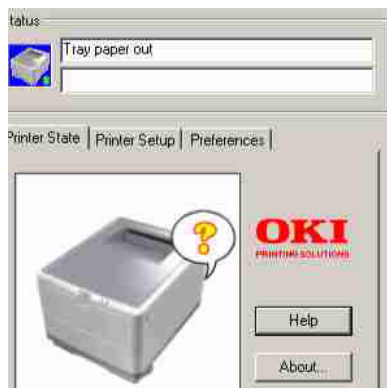 tatus
Tray paper out
Printer State Printer Setup Preferences
?
OKI
PRINTING SOLUTIONS
Help
About...